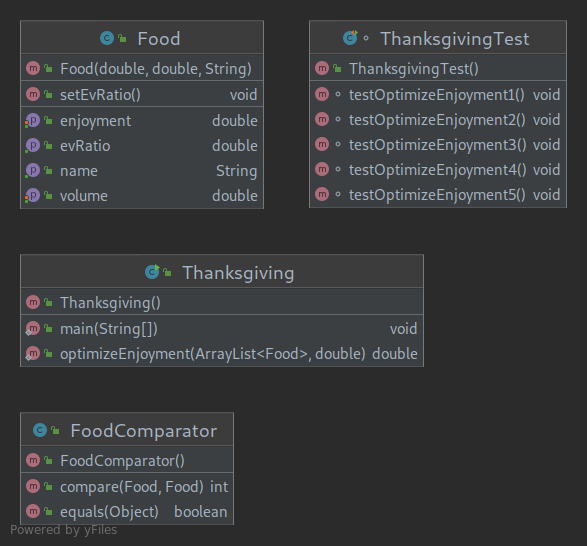 Food
Food(double, double, String)
setEvRatio() void
enjoyment double
evRatio double
name String
volume double
ThanksgivingTest
ThanksgivingTest()
testOptimizeEnjoyment1() void
testOptimizeEnjoyment2() void
testOptimizeEnjoyment3() void
testOptimizeEnjoyment4() void
testOptimizeEnjoyment5() void
Thanksgiving
Thanksgiving()
main(String[]) void
optimizeEnjoyment(ArrayList<Food>, double) double
FoodComparator
FoodComparator()
compare(Food, Food) int
equals(Object) boolean
Powered by yFiles